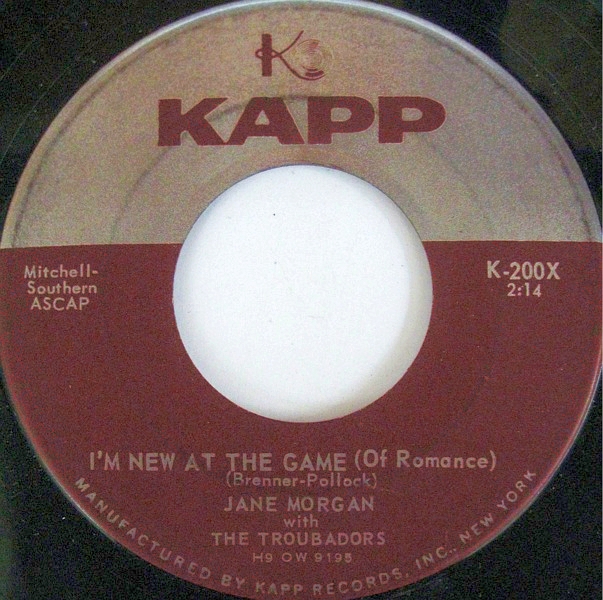 K
KAPP
Mitchell-
Southern
ASCAP
K-200X
2:14
I'M NEW AT THE GAME (Of Romance)
(Brenner-Pollock)
JANE MORGAN
with
THE TROUBADORS
H9 OW 9195
MANUFACTURED BY KAPP RECORDS, INC., NEW YORK